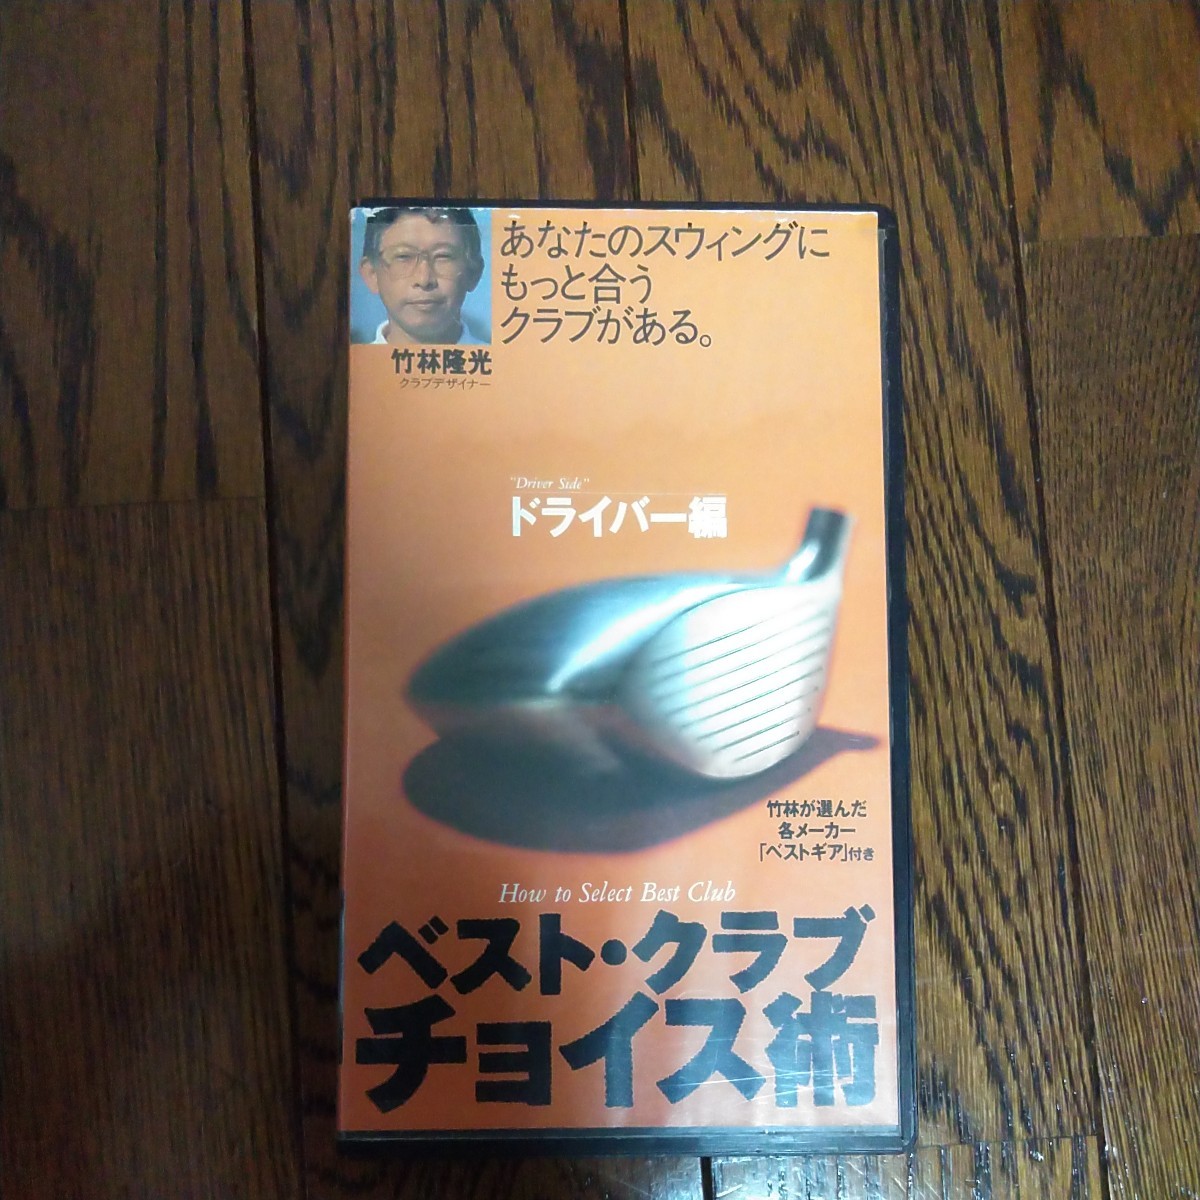 あなたのスウィングに
もっと合う
クラブがある。
竹林隆光
クラブデザイナー
"Driver Side"
ドライバー編
竹林が選んだ
各メーカー
「ベストギア」付き
How to Select Best Club
ベスト・クラブ
チョイス術